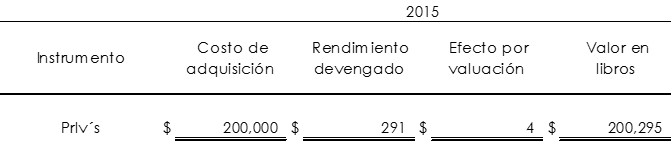 2015
Instrumento Costo de adquisición Rendimiento devengado Efecto por valuación Valor en libros
Prlv´s $ 200,000 $ 291 $ 4 $ 200,295